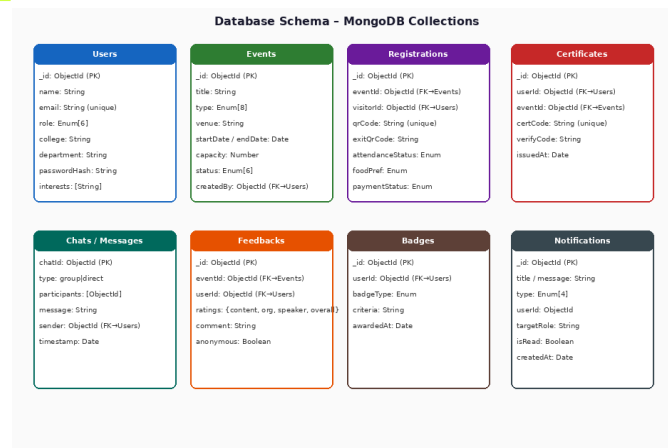 Database Schema – MongoDB Collections
Users
_id: ObjectId (PK)
name: String
email: String (unique)
role: Enum[6]
college: String
department: String
passwordHash: String
interests: [String]
Events
_id: ObjectId (PK)
title: String
type: Enum[8]
venue: String
startDate / endDate: Date
capacity: Number
status: Enum[6]
createdBy: ObjectId (FK→Users)
Registrations
_id: ObjectId (PK)
eventId: ObjectId (FK→Events)
visitorId: ObjectId (FK→Users)
qrCode: String (unique)
exitQrCode: String
attendanceStatus: Enum
foodPref: Enum
paymentStatus: Enum
Certificates
_id: ObjectId (PK)
userId: ObjectId (FK→Users)
eventId: ObjectId (FK→Events)
certCode: String (unique)
verifyCode: String
issuedAt: Date
Chats / Messages
chatId: ObjectId (PK)
type: group|direct
participants: [ObjectId]
message: String
sender: ObjectId (FK→Users)
timestamp: Date
Feedbacks
_id: ObjectId (PK)
eventId: ObjectId (FK→Events)
userId: ObjectId (FK→Users)
ratings: {content, org, speaker, overall}
comment: String
anonymous: Boolean
Badges
_id: ObjectId (PK)
userId: ObjectId (FK→Users)
badgeType: Enum
criteria: String
awardedAt: Date
Notifications
_id: ObjectId (PK)
title / message: String
type: Enum[4]
userId: ObjectId
targetRole: String
isRead: Boolean
createdAt: Date